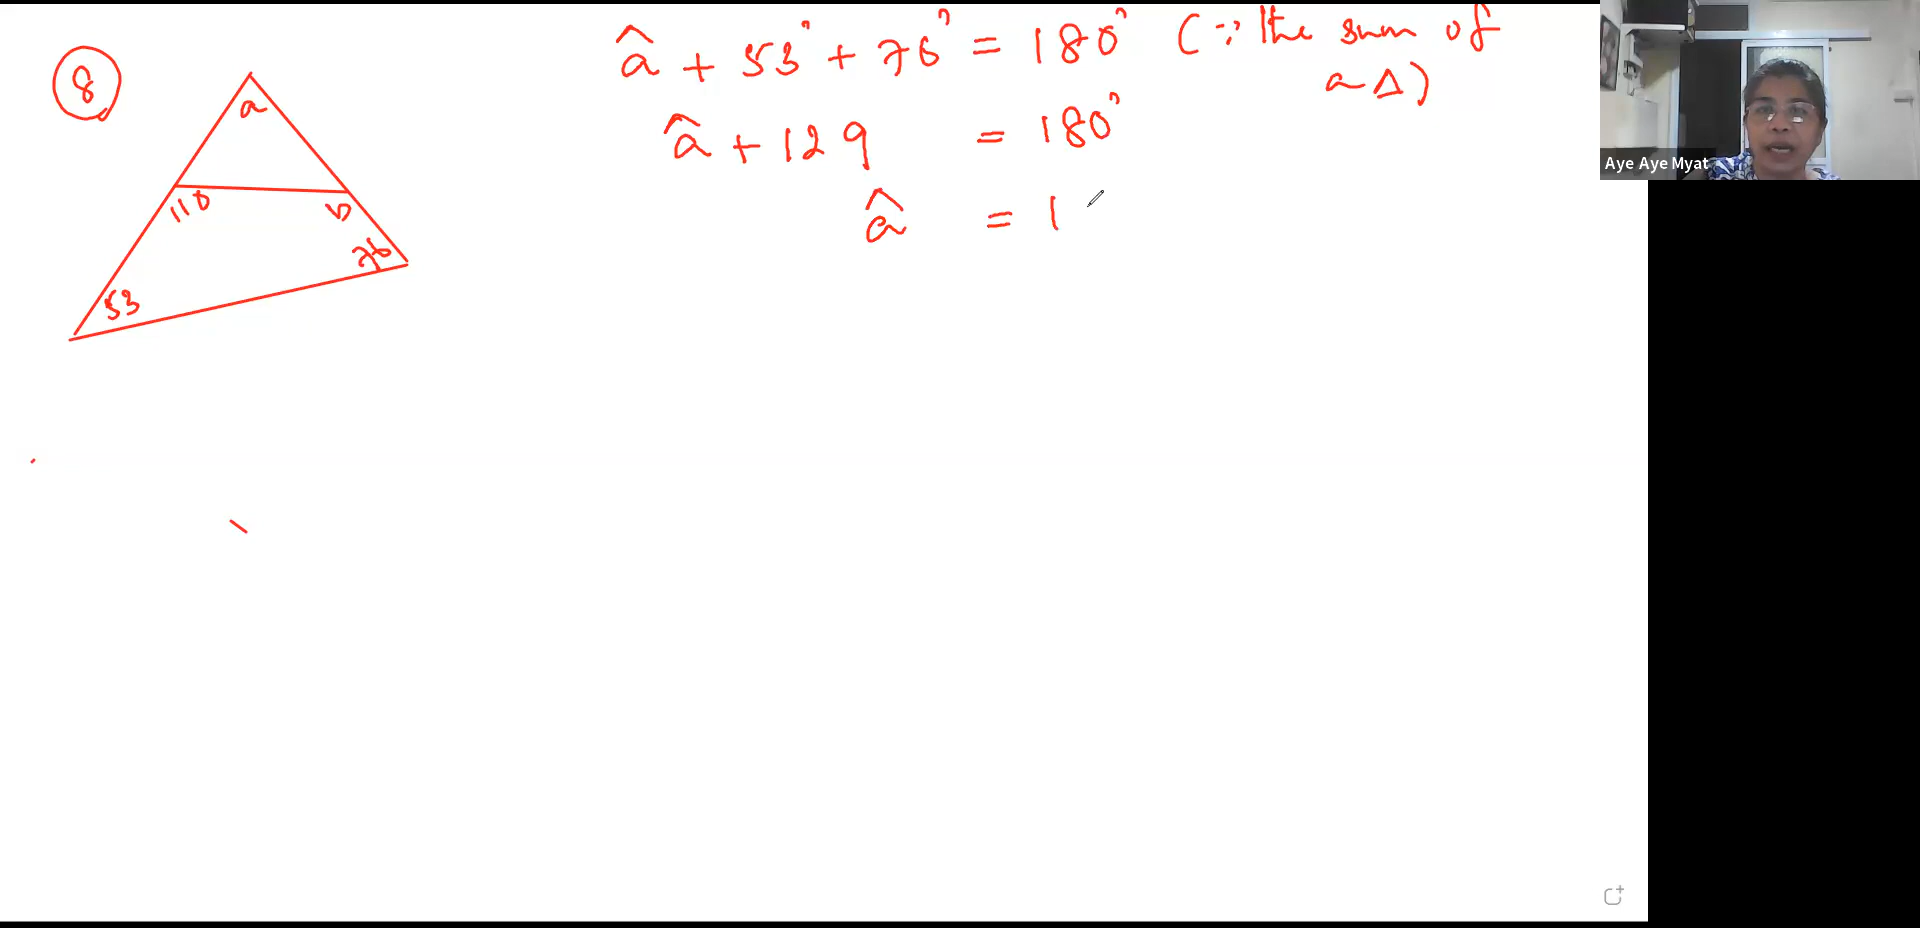 8
â + 53° + 76° = 180° (∵ the sum of
a Δ)
â + 129 = 180°
â = 1
a
110
b
76
53
Aye Aye Myat